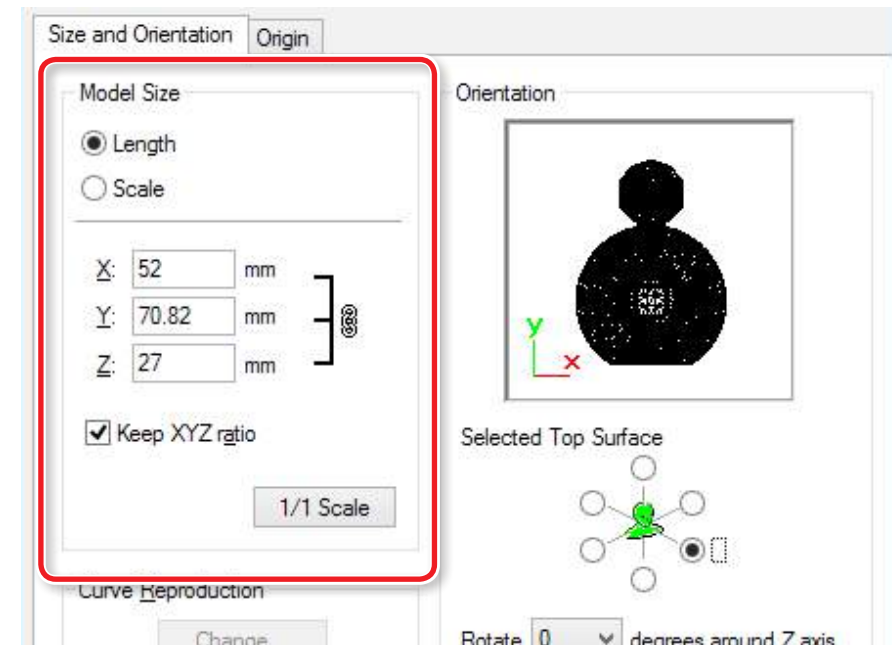 Size and Orientation
Origin
Model Size
Length
Scale
X: 52 mm
Y: 70.82 mm
Z: 27 mm
Keep XYZ ratio
1/1 Scale
Curve Reproduction
Change
Orientation
y
x
Selected Top Surface
Rotate 0 degrees around Z axis